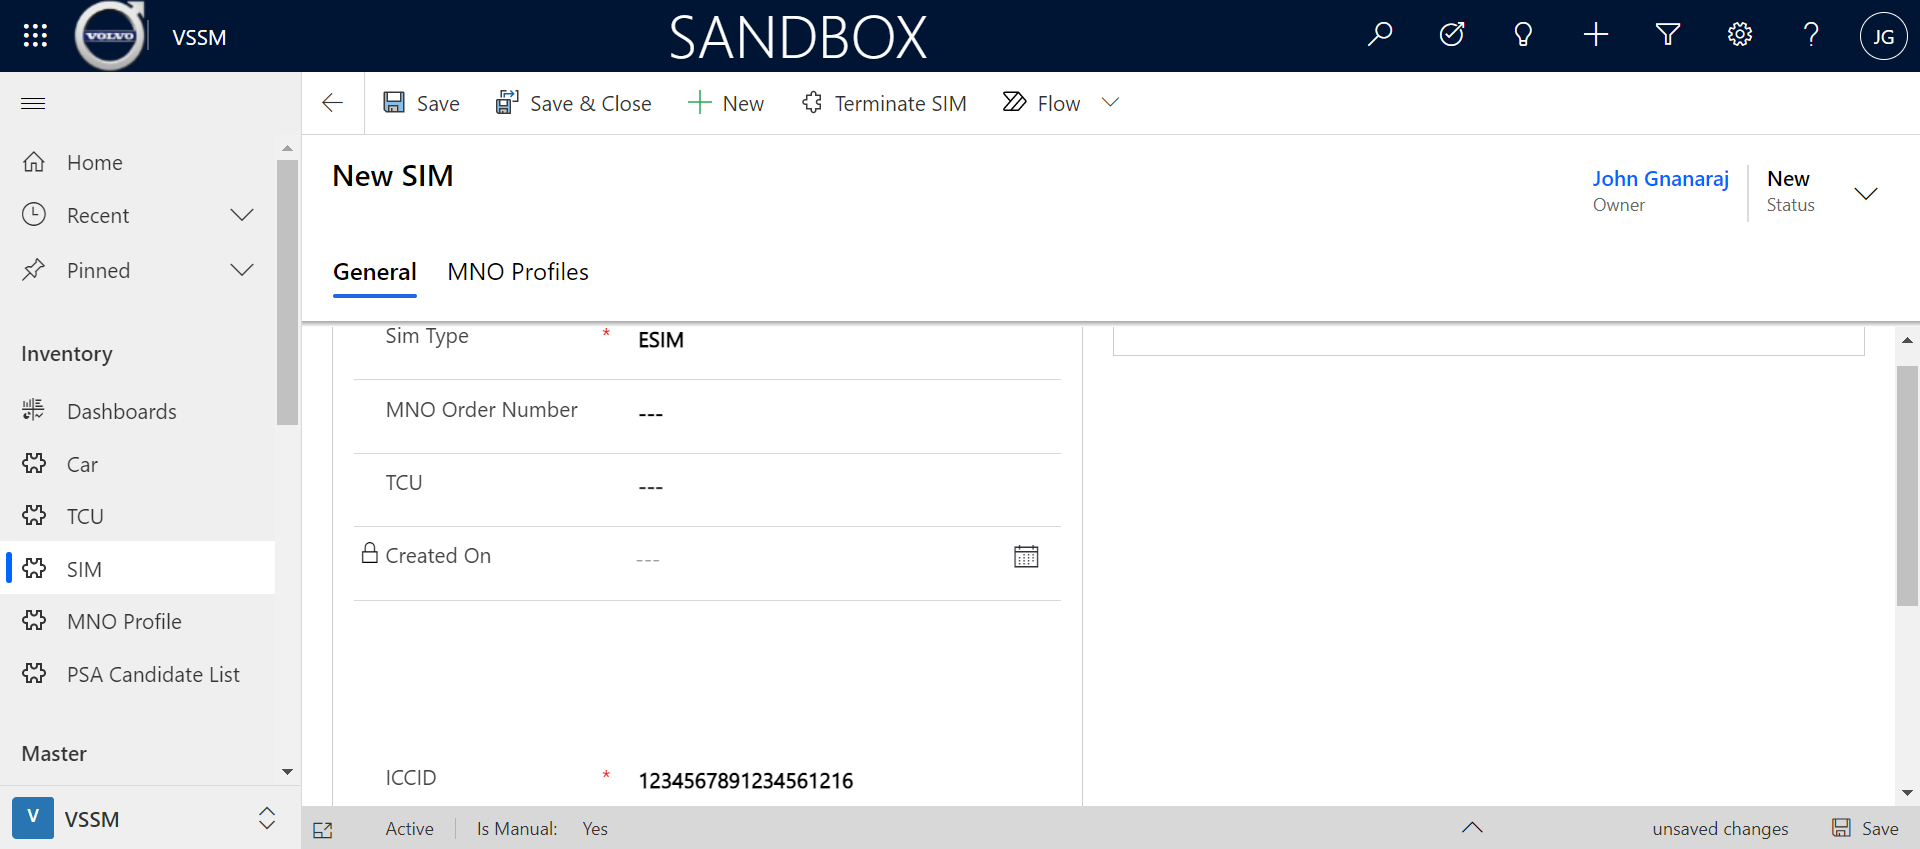 VOLVO
VSSM
SANDBOX
JG
Save
Save & Close
New
Terminate SIM
Flow
Home
Recent
Pinned
Inventory
Dashboards
Car
TCU
SIM
MNO Profile
PSA Candidate List
Master
V
VSSM
New SIM
John Gnanaraj
Owner
New
Status
General
MNO Profiles
Sim Type * ESIM
MNO Order Number ---
TCU ---
Created On ---
ICCID * 1234567891234561216
Active
Is Manual: Yes
unsaved changes
Save